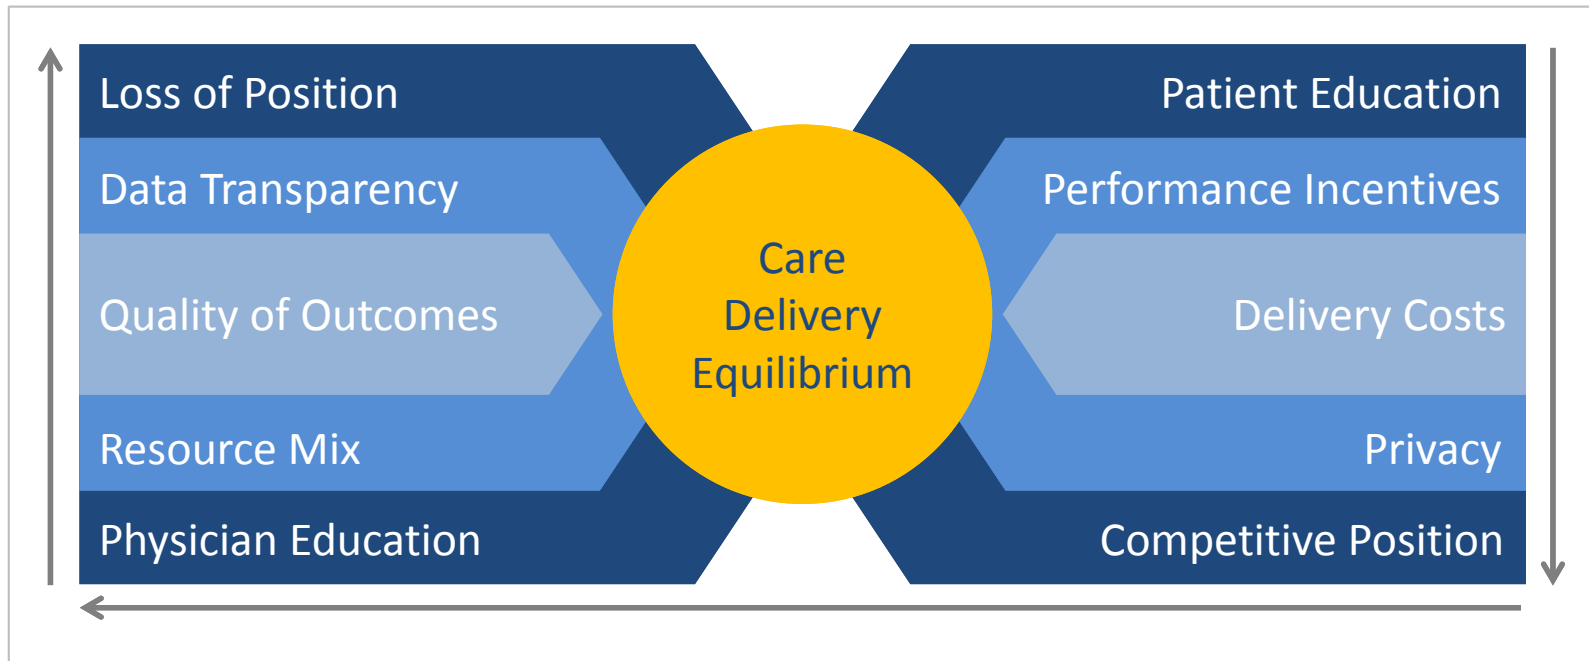 Loss of Position
Data Transparency
Quality of Outcomes
Resource Mix
Physician Education
Care
Delivery
Equilibrium
Patient Education
Performance Incentives
Delivery Costs
Privacy
Competitive Position